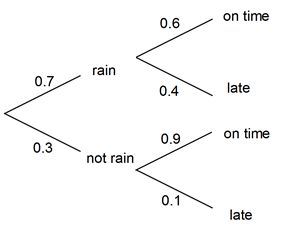 0.6
on time
0.7
rain
0.4
late
0.3
not rain
0.9
on time
0.1
late